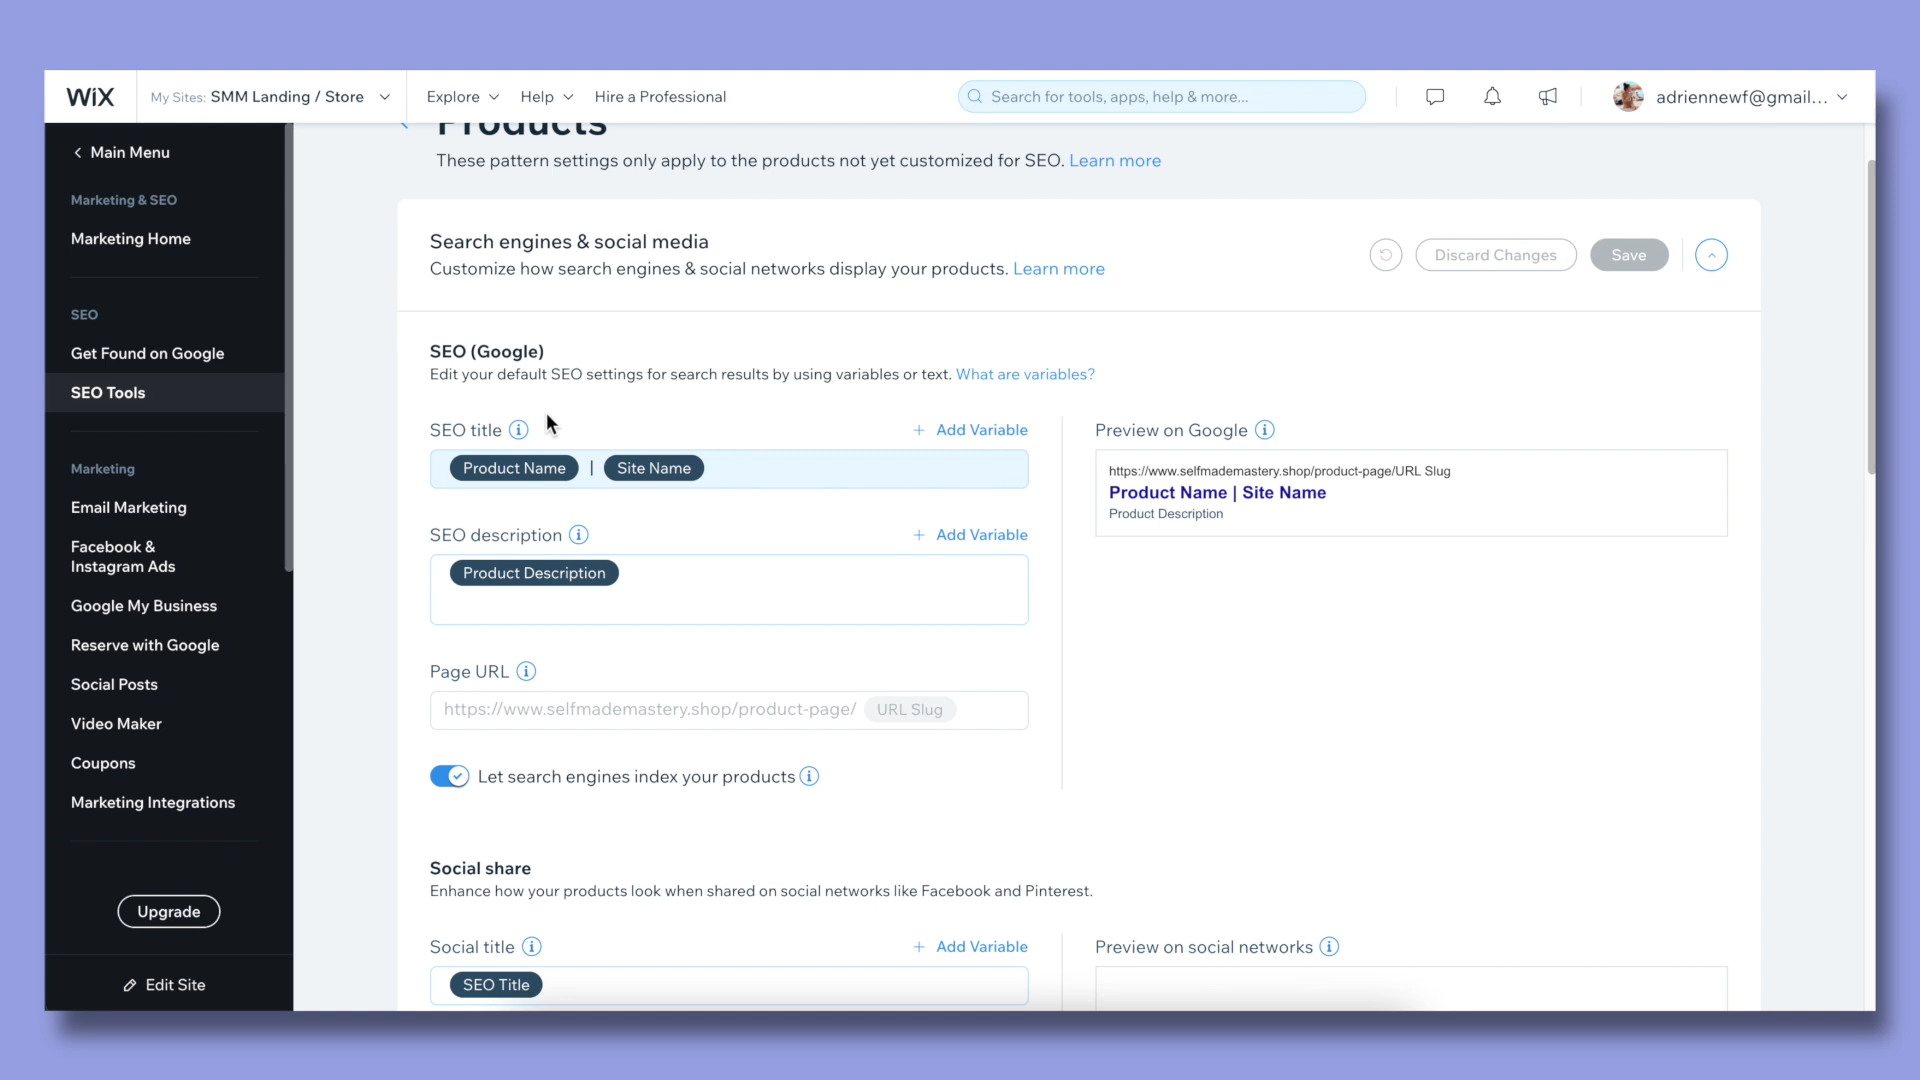 WiX
My Sites: SMM Landing / Store
Explore
Help
Hire a Professional
Search for tools, apps, help & more...
adriennewf@gmail...
Main Menu
Marketing & SEO
Marketing Home
SEO
Get Found on Google
SEO Tools
Marketing
Email Marketing
Facebook &
Instagram Ads
Google My Business
Reserve with Google
Social Posts
Video Maker
Coupons
Marketing Integrations
Upgrade
Edit Site
Products
These pattern settings only apply to the products not yet customized for SEO. Learn more
Search engines & social media
Customize how search engines & social networks display your products. Learn more
Discard Changes
Save
SEO (Google)
Edit your default SEO settings for search results by using variables or text. What are variables?
SEO title
+ Add Variable
Product Name | Site Name
SEO description
+ Add Variable
Product Description
Page URL
https://www.selfmademastery.shop/product-page/ URL Slug
Let search engines index your products
Preview on Google
https://www.selfmademastery.shop/product-page/URL Slug
Product Name | Site Name
Product Description
Social share
Enhance how your products look when shared on social networks like Facebook and Pinterest.
Social title
+ Add Variable
SEO Title
Preview on social networks